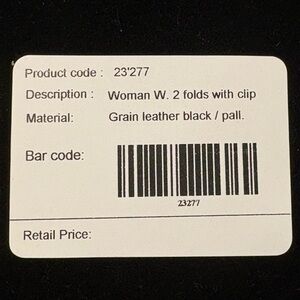 Product code : 23'277
Description : Woman W. 2 folds with clip
Material: Grain leather black / pall.
Bar code:
23277
Retail Price: